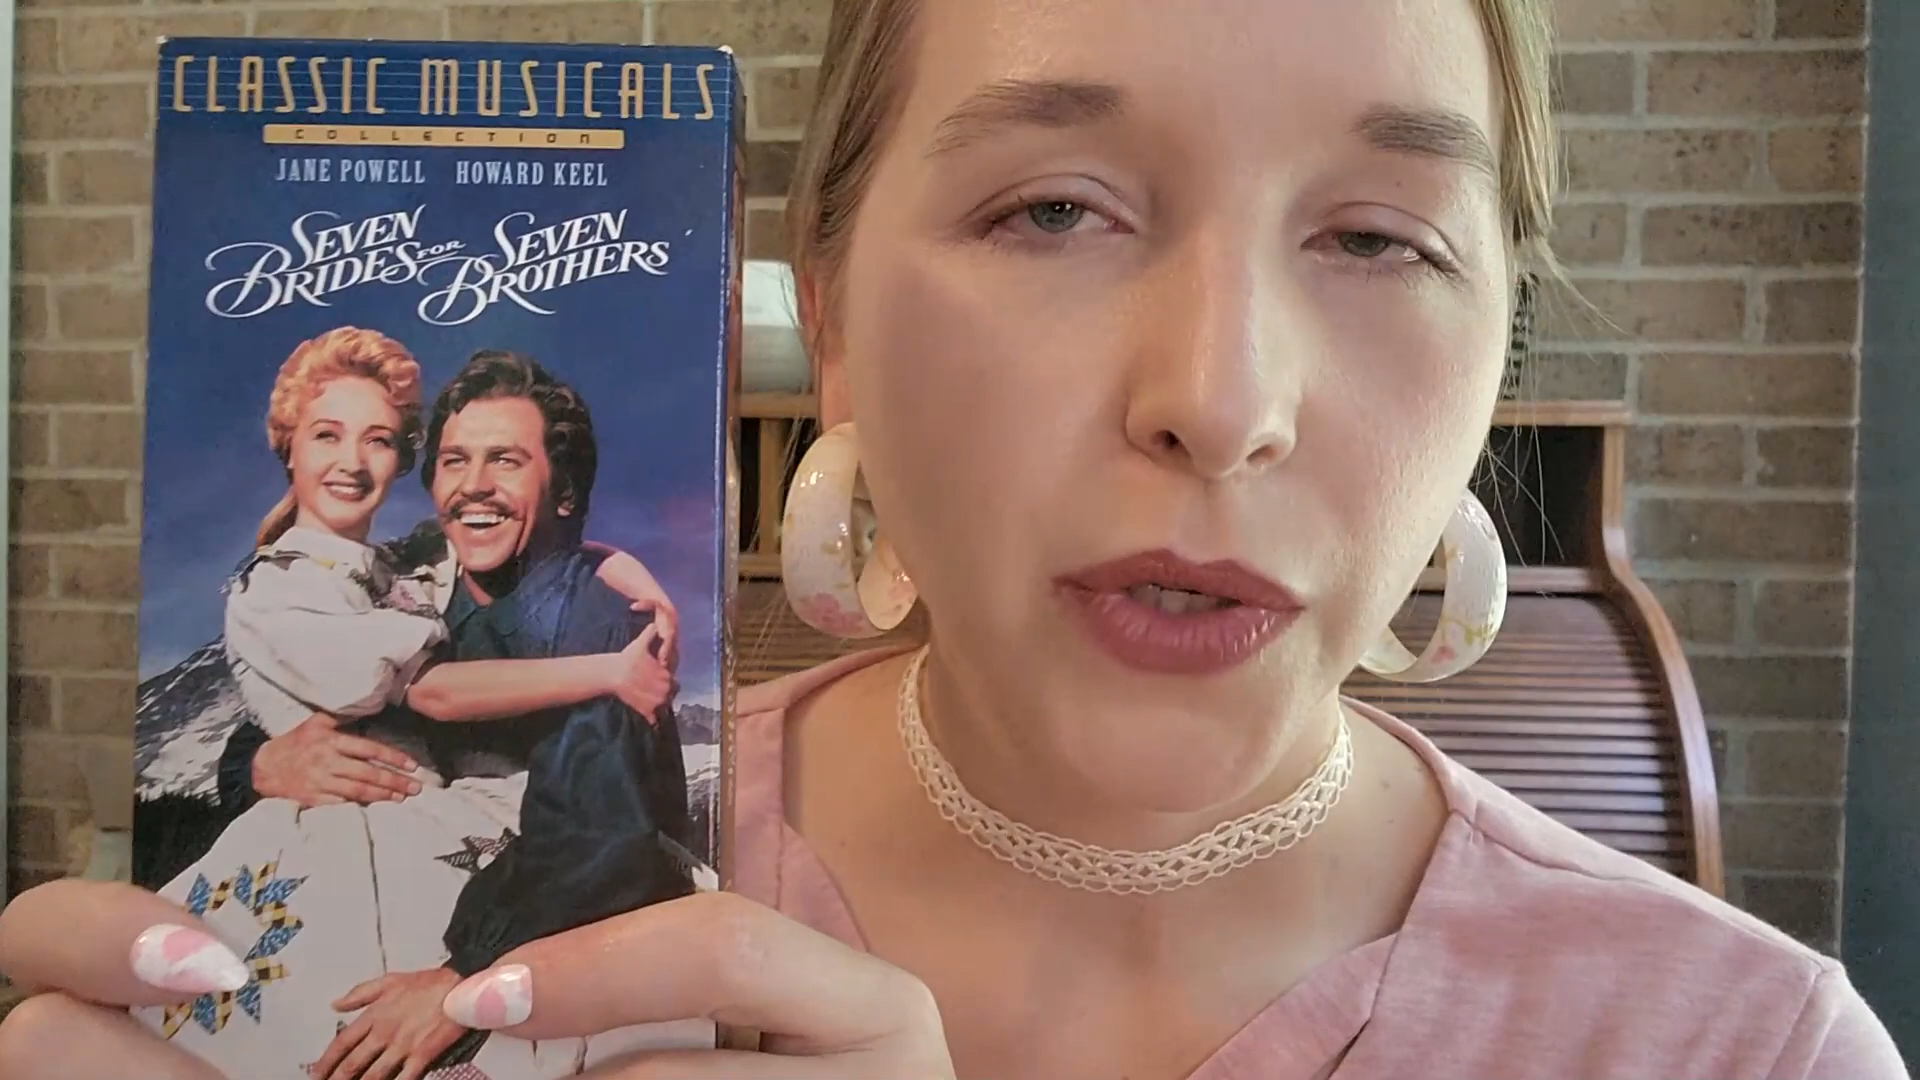 CLASSIC MUSICALS
COLLECTION
JANE POWELL HOWARD KEEL
SEVEN BRIDES FOR SEVEN BROTHERS